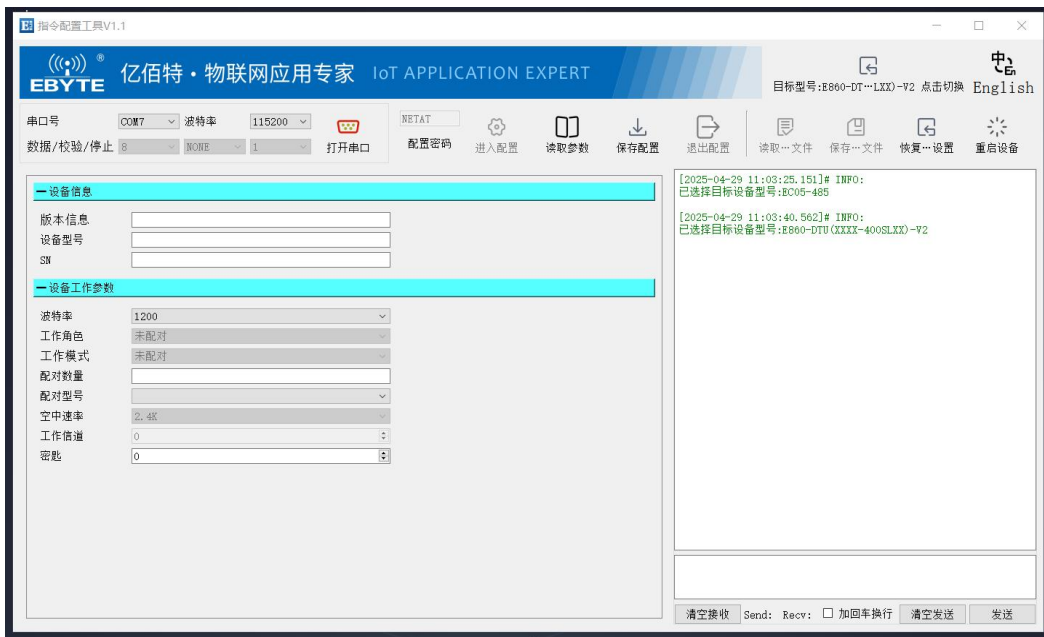 指令配置工具V1.1
EBYTE ® 亿佰特·物联网应用专家 IoT APPLICATION EXPERT
目标型号:E860-DT…LXX)-V2 点击切换 English
串口号 COM7 波特率 115200
数据/校验/停止 8 NONE 1 打开串口
NETAT
配置密码 进入配置 读取参数 保存配置 退出配置 读取…文件 保存…文件 恢复…设置 重启设备
设备信息
版本信息
设备型号
SN
设备工作参数
波特率 1200
工作角色 未配对
工作模式 未配对
配对数量
配对型号
空中速率 2.4K
工作信道 0
密匙 0
[2025-04-29 11:03:25.151]# INFO:
已选择目标设备型号:EC05-485
[2025-04-29 11:03:40.562]# INFO:
已选择目标设备型号:E860-DTU(XXXX-400SLXX)-V2
清空接收 Send: Recv: 加回车换行 清空发送 发送